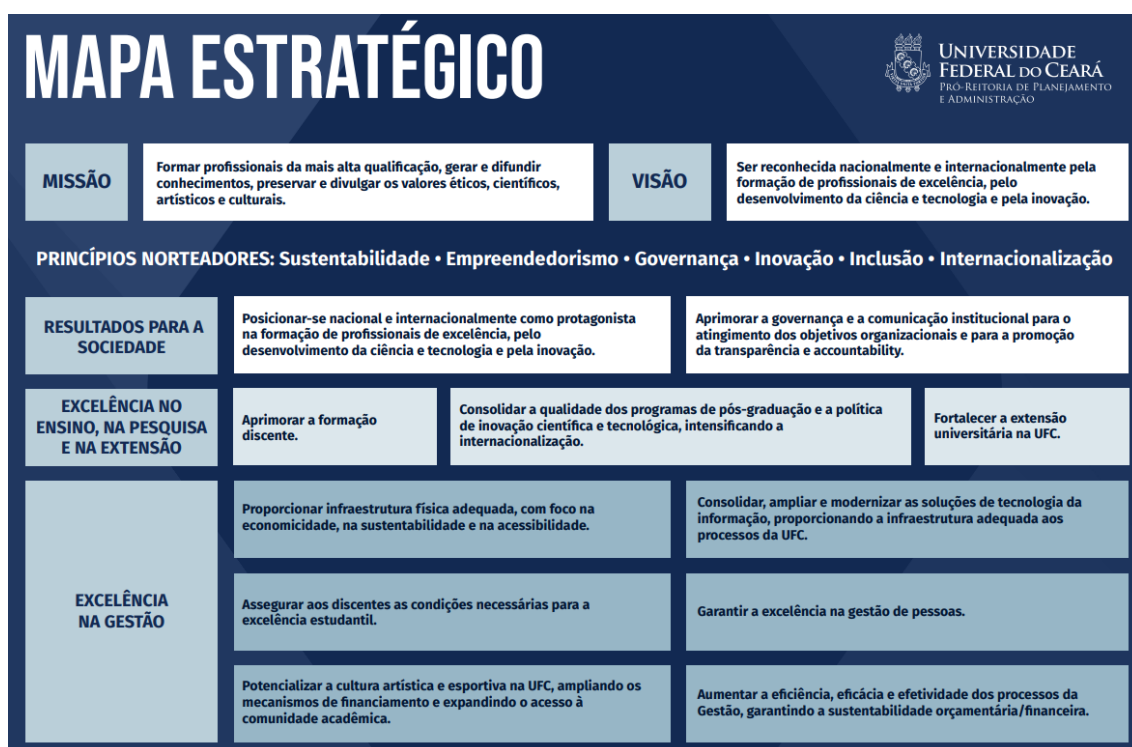 MAPA ESTRATÉGICO
UNIVERSIDADE
FEDERAL DO CEARÁ
PRÓ-REITORIA DE PLANEJAMENTO
E ADMINISTRAÇÃO
MISSÃO
Formar profissionais da mais alta qualificação, gerar e difundir
conhecimentos, preservar e divulgar os valores éticos, científicos,
artísticos e culturais.
VISÃO
Ser reconhecida nacionalmente e internacionalmente pela
formação de profissionais de excelência, pelo
desenvolvimento da ciência e tecnologia e pela inovação.
PRINCÍPIOS NORTEADORES: Sustentabilidade • Empreendedorismo • Governança • Inovação • Inclusão • Internacionalização
RESULTADOS PARA A
SOCIEDADE
Posicionar-se nacional e internacionalmente como protagonista
na formação de profissionais de excelência, pelo
desenvolvimento da ciência e tecnologia e pela inovação.
Aprimorar a governança e a comunicação institucional para o
atingimento dos objetivos organizacionais e para a promoção
da transparência e accountability.
EXCELÊNCIA NO
ENSINO, NA PESQUISA
E NA EXTENSÃO
Aprimorar a formação
discente.
Consolidar a qualidade dos programas de pós-graduação e a política
de inovação científica e tecnológica, intensificando a
internacionalização.
Fortalecer a extensão
universitária na UFC.
EXCELÊNCIA
NA GESTÃO
Proporcionar infraestrutura física adequada, com foco na
economicidade, na sustentabilidade e na acessibilidade.
Consolidar, ampliar e modernizar as soluções de tecnologia da
informação, proporcionando a infraestrutura adequada aos
processos da UFC.
Assegurar aos discentes as condições necessárias para a
excelência estudantil.
Garantir a excelência na gestão de pessoas.
Potencializar a cultura artística e esportiva na UFC, ampliando os
mecanismos de financiamento e expandindo o acesso à
comunidade acadêmica.
Aumentar a eficiência, eficácia e efetividade dos processos da
Gestão, garantindo a sustentabilidade orçamentária/financeira.